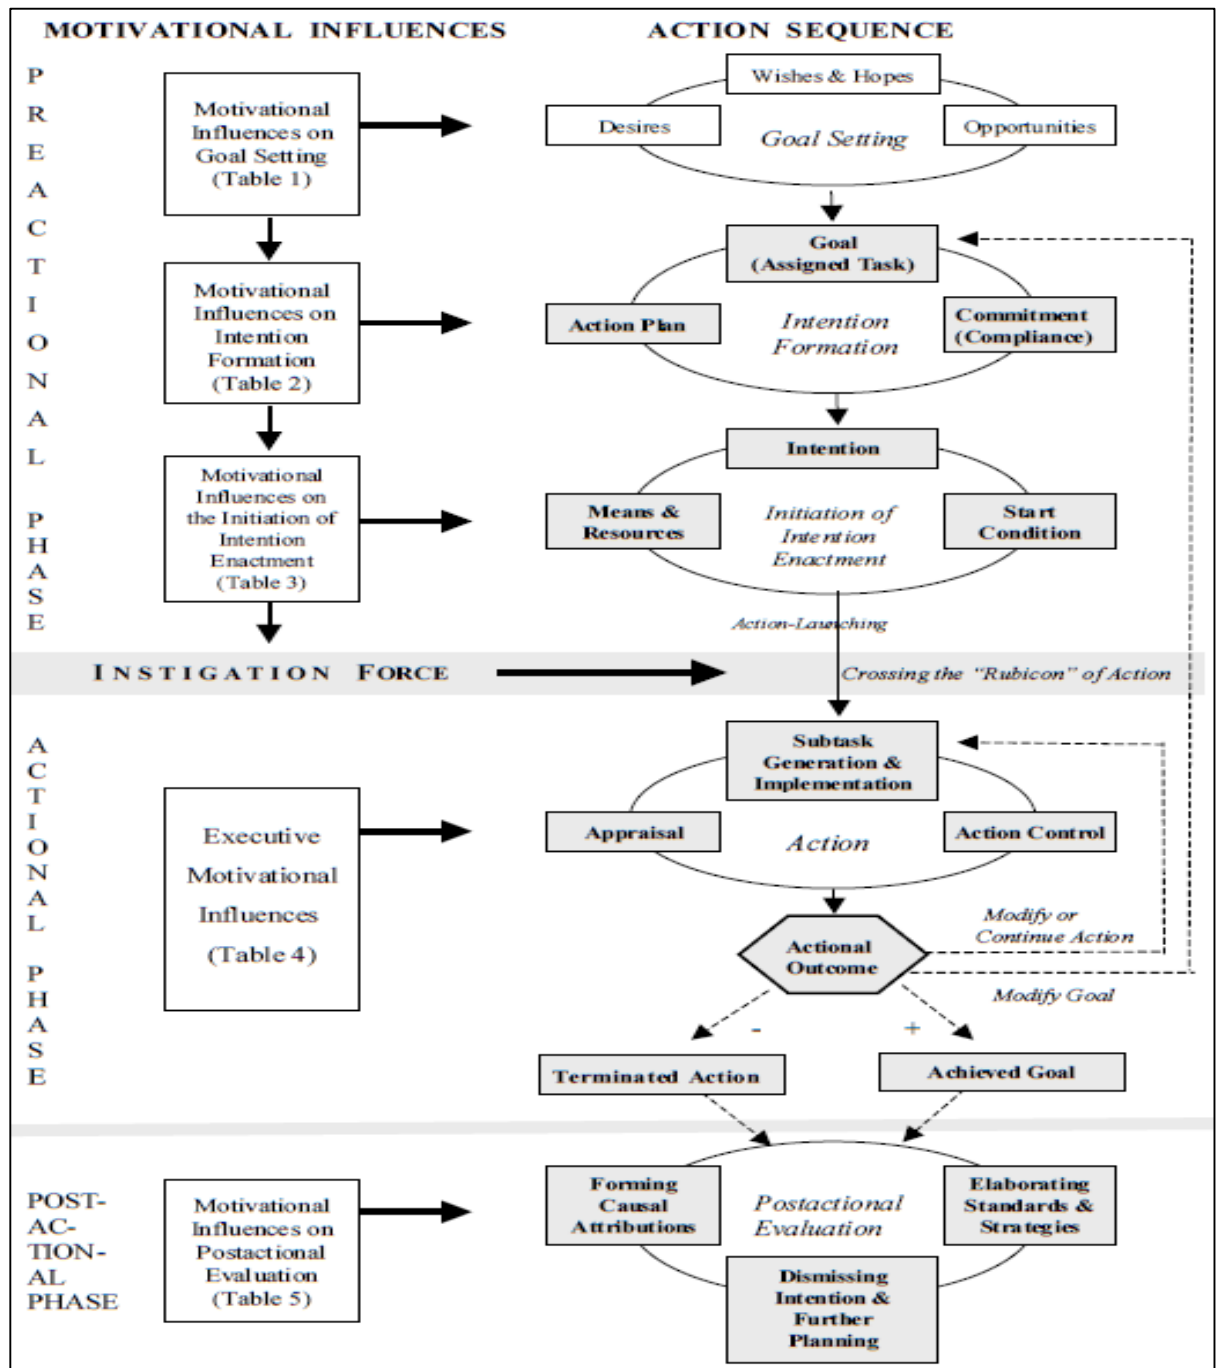 MOTIVATIONAL INFLUENCES
ACTION SEQUENCE
PREACTIONAL PHASE
Motivational
Influences on
Goal Setting
(Table 1)
Wishes & Hopes
Desires
Opportunities
Goal Setting
Motivational
Influences on
Intention
Formation
(Table 2)
Goal
(Assigned Task)
Action Plan
Commitment
(Compliance)
Intention
Formation
Motivational
Influences on
the Initiation of
Intention
Enactment
(Table 3)
Intention
Means &
Resources
Start
Condition
Initiation of
Intention
Enactment
Action-Launching
INSTIGATION FORCE
Crossing the “Rubicon” of Action
ACTIONAL PHASE
Executive
Motivational
Influences
(Table 4)
Subtask
Generation &
Implementation
Appraisal
Action Control
Action
Actional
Outcome
Modify or
Continue Action
Modify Goal
-
+
Terminated Action
Achieved Goal
POST-
AC-
TION-
AL
PHASE
Motivational
Influences on
Postactional
Evaluation
(Table 5)
Forming
Causal
Attributions
Postactional
Evaluation
Elaborating
Standards &
Strategies
Dismissing
Intention &
Further
Planning